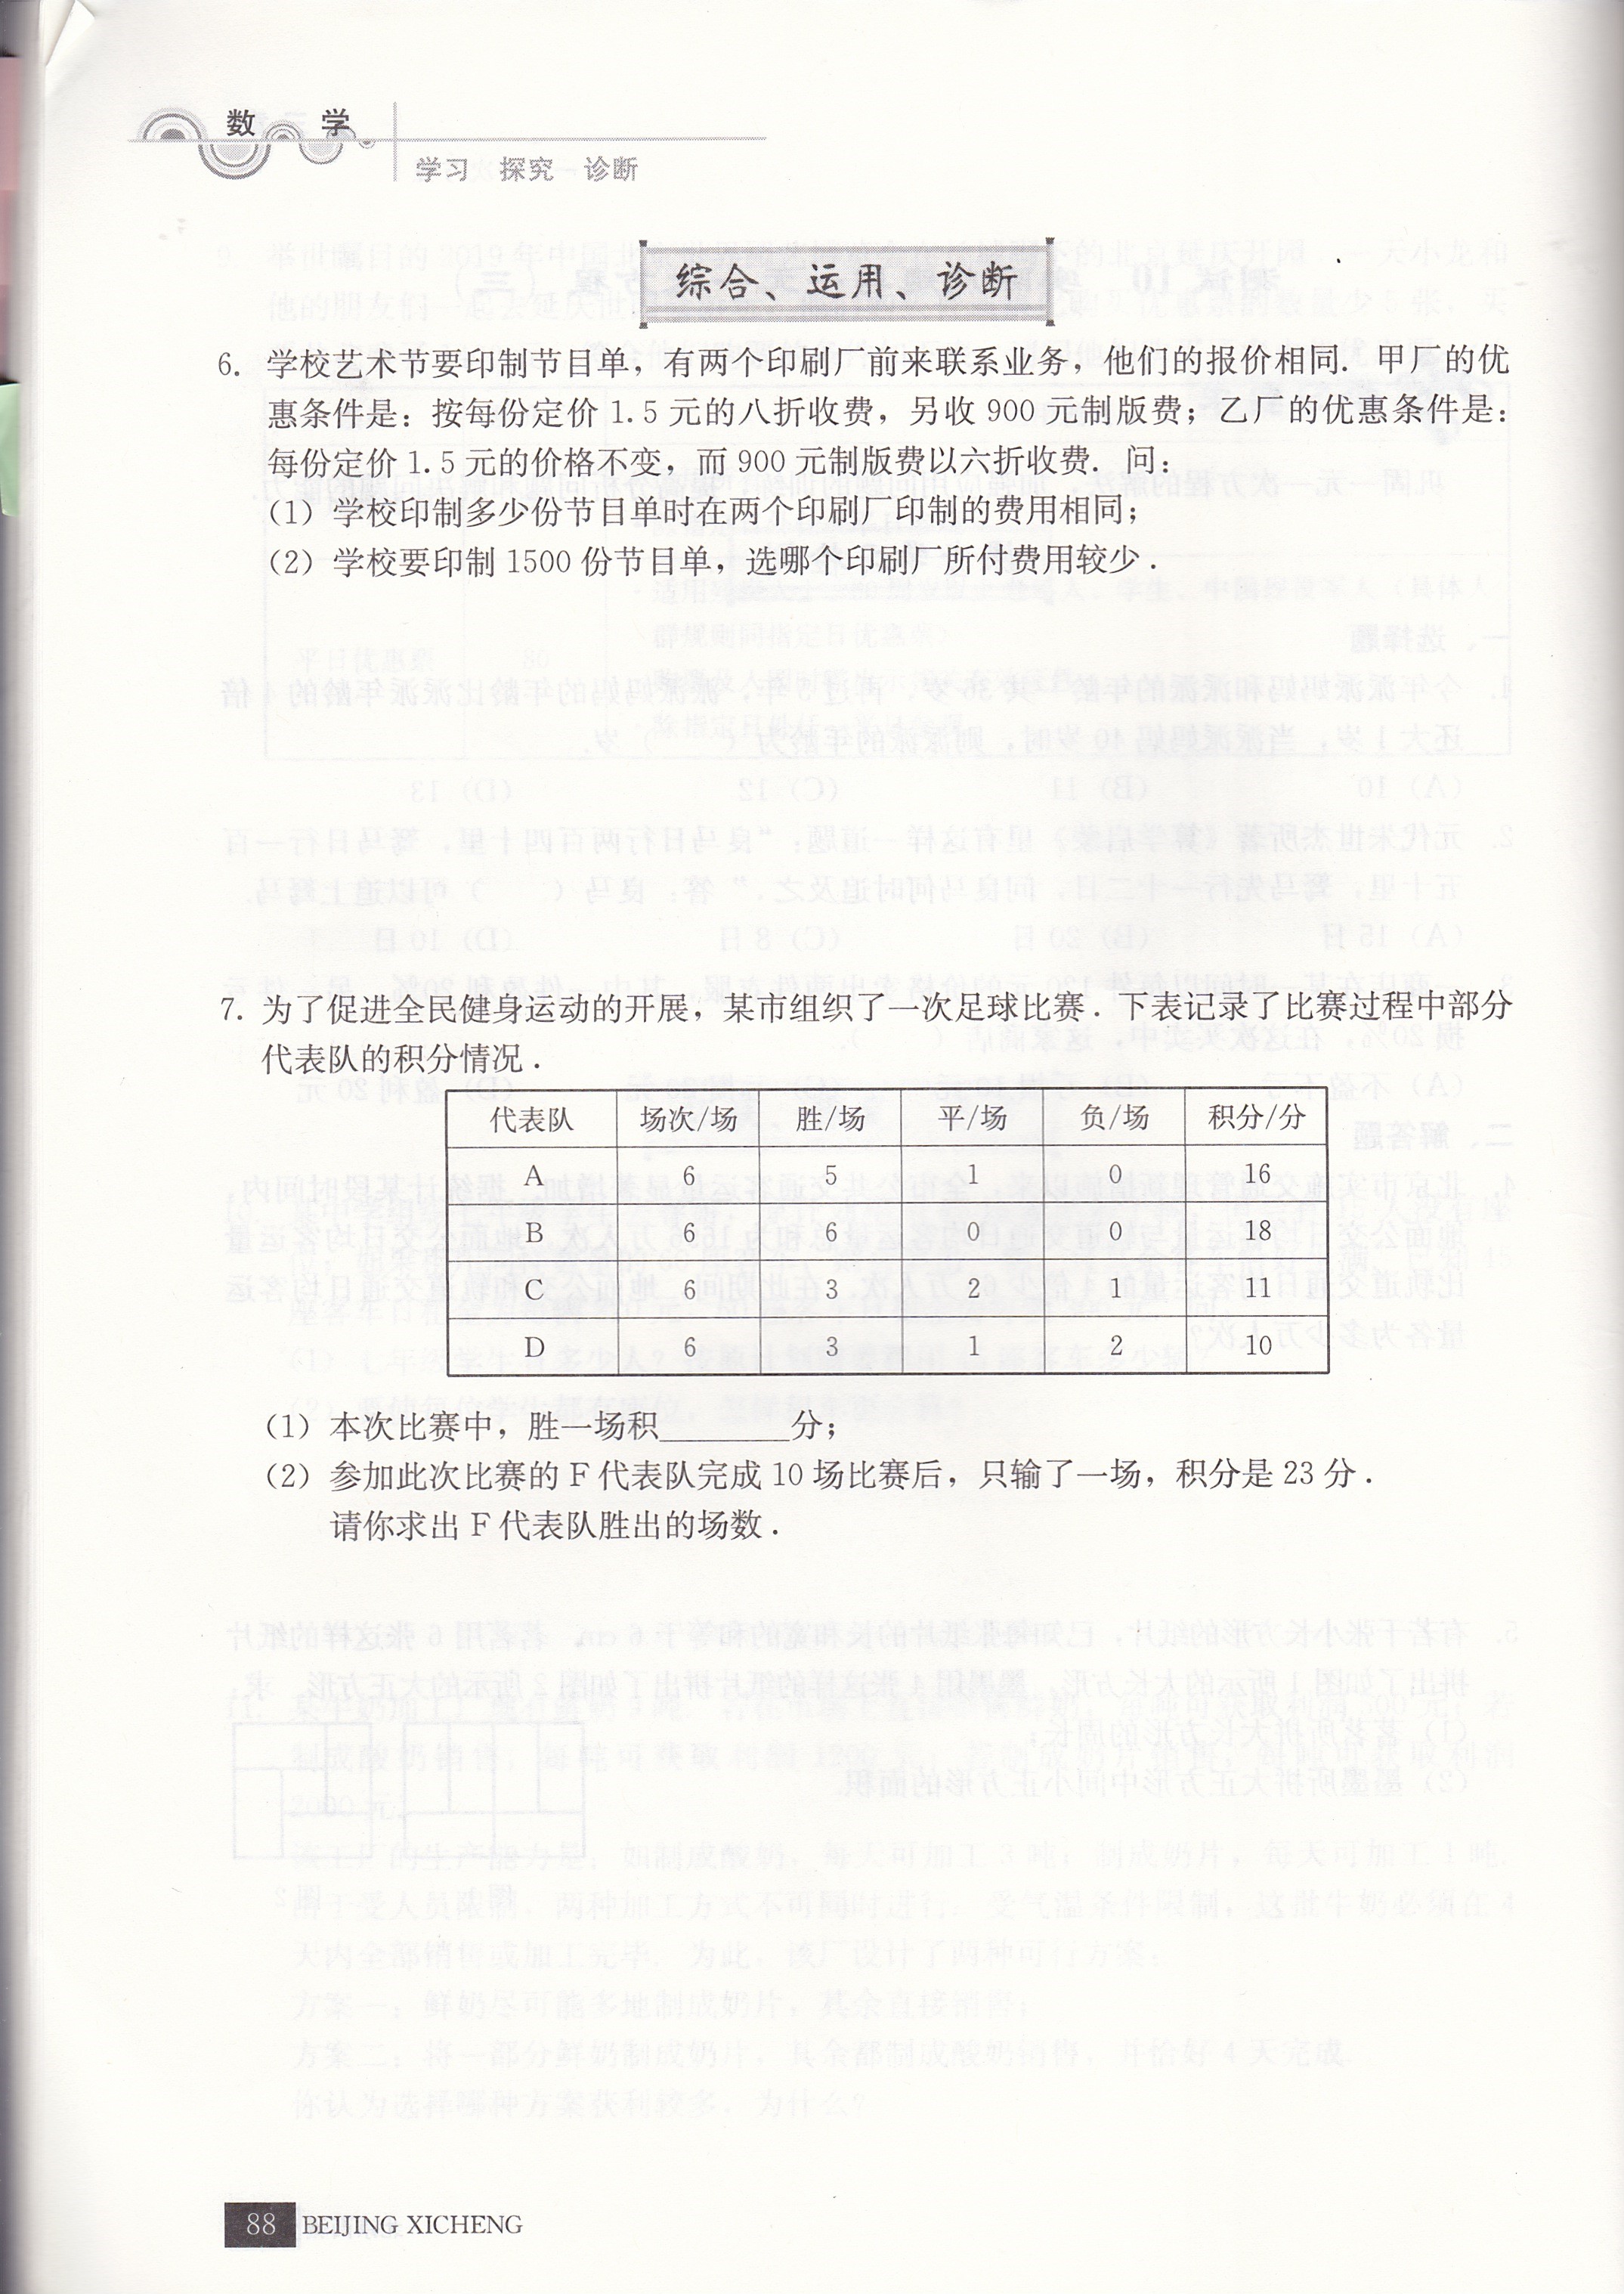 数 学
学习 探究 诊断
综合、运用、诊断
6. 学校艺术节要印制节目单，有两个印刷厂前来联系业务，他们的报价相同．甲厂的优
惠条件是：按每份定价 1.5 元的八折收费，另收 900 元制版费；乙厂的优惠条件是：
每份定价 1.5 元的价格不变，而 900 元制版费以六折收费．问：
（1）学校印制多少份节目单时在两个印刷厂印制的费用相同；
（2）学校要印制 1500 份节目单，选哪个印刷厂所付费用较少．
7. 为了促进全民健身运动的开展，某市组织了一次足球比赛．下表记录了比赛过程中部分
代表队的积分情况．
代表队 场次/场 胜/场 平/场 负/场 积分/分
A 6 5 1 0 16
B 6 6 0 0 18
C 6 3 2 1 11
D 6 3 1 2 10
（1）本次比赛中，胜一场积________分；
（2）参加此次比赛的 F 代表队完成 10 场比赛后，只输了一场，积分是 23 分．
请你求出 F 代表队胜出的场数．
88 BEIJING XICHENG